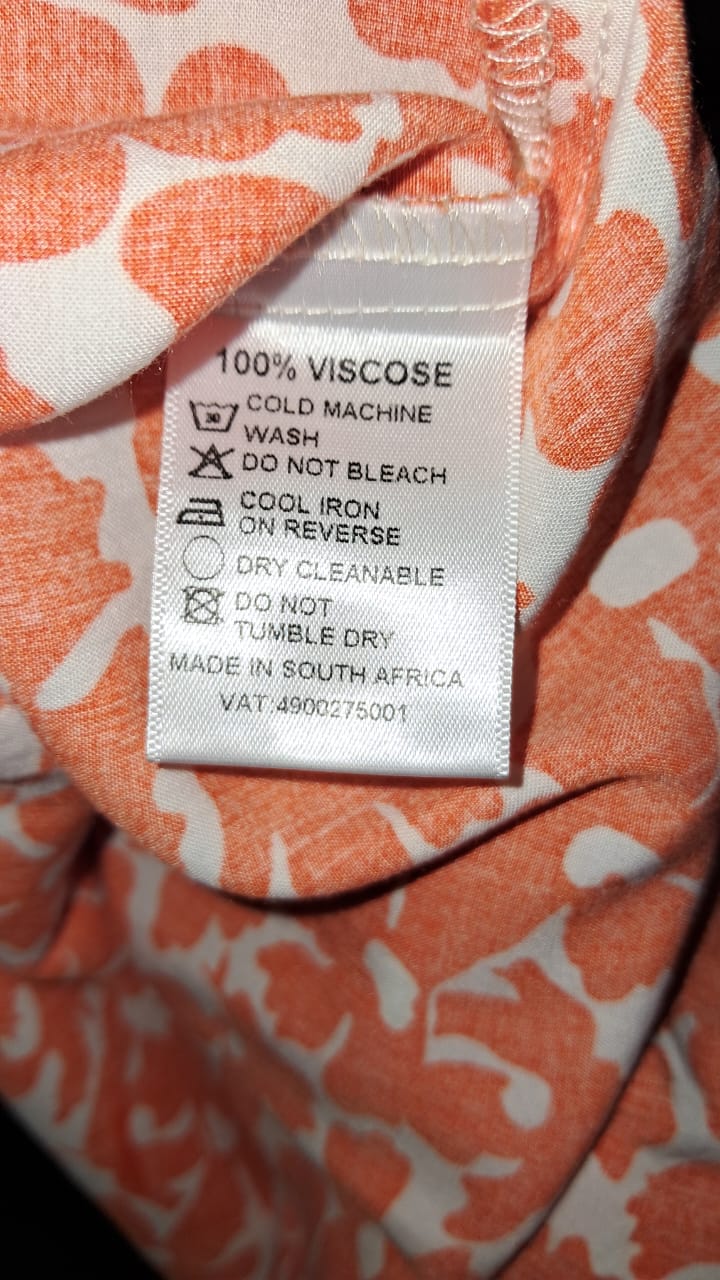 100% VISCOSE
30 COLD MACHINE
WASH
DO NOT BLEACH
COOL IRON
ON REVERSE
DRY CLEANABLE
DO NOT
TUMBLE DRY
MADE IN SOUTH AFRICA
VAT:4900275001